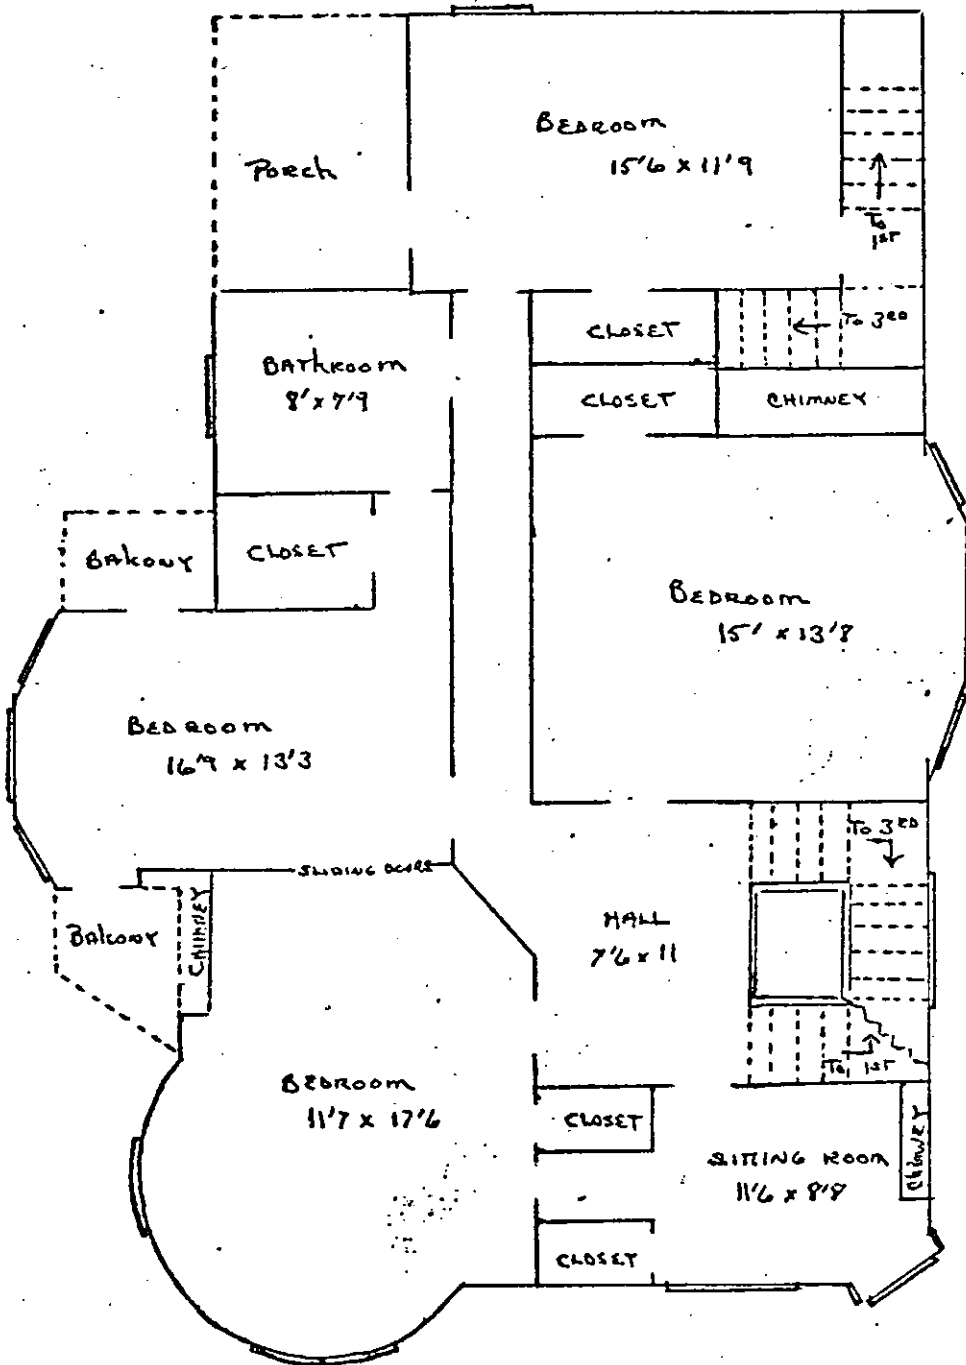 BEDROOM
15'6 x 11'9
PORCH
To
1ST
CLOSET
To 3RD
BATHROOM
8' x 7'9
CLOSET
CHIMNEY
BALKONY
CLOSET
BEDROOM
15' x 13'8
BEDROOM
16'9 x 13'3
To 3RD
SLIDING DOORS
CHIMNEY
HALL
7'6 x 11
BALKONY
To 1ST
BEDROOM
11'7 x 17'6
CLOSET
CHIMNEY
SITTING ROOM
11'6 x 8'8
CLOSET